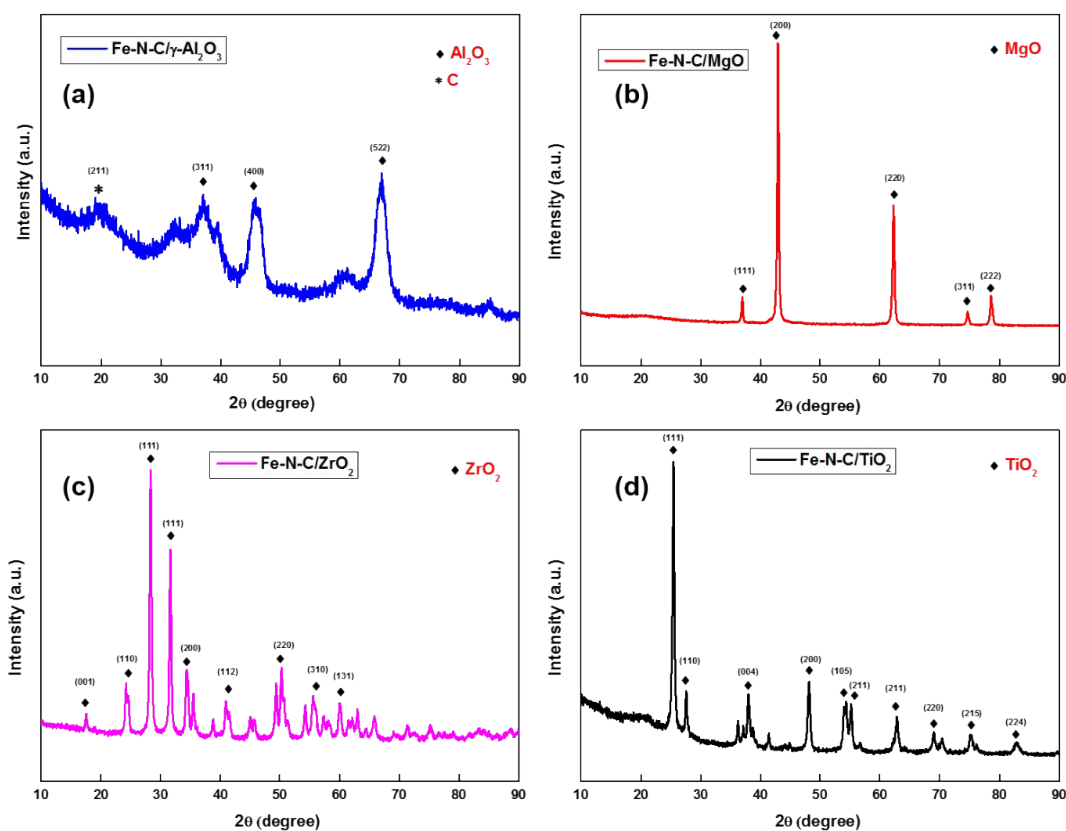 Fe-N-C/γ-Al₂O₃
◆ Al₂O₃
* C
(a)
(211)
*
(311)
◆
(400)
◆
(522)
◆
Intensity (a.u.)
10 20 30 40 50 60 70 80 90
2θ (degree)
Fe-N-C/MgO
◆ MgO
(b)
(111)
◆
(200)
◆
(220)
◆
(311)
◆
(222)
◆
Intensity (a.u.)
10 20 30 40 50 60 70 80 90
2θ (degree)
Fe-N-C/ZrO₂
◆ ZrO₂
(c)
(001)
◆
(110)
◆
(111)
◆
(111)
◆
(200)
◆
(112)
◆
(220)
◆
(310)
◆
(131)
◆
Intensity (a.u.)
10 20 30 40 50 60 70 80 90
2θ (degree)
Fe-N-C/TiO₂
◆ TiO₂
(d)
(111)
◆
(110)
◆
(004)
◆
(200)
◆
(105)
◆
(211)
◆
(211)
◆
(220)
◆
(215)
◆
(224)
◆
Intensity (a.u.)
10 20 30 40 50 60 70 80 90
2θ (degree)